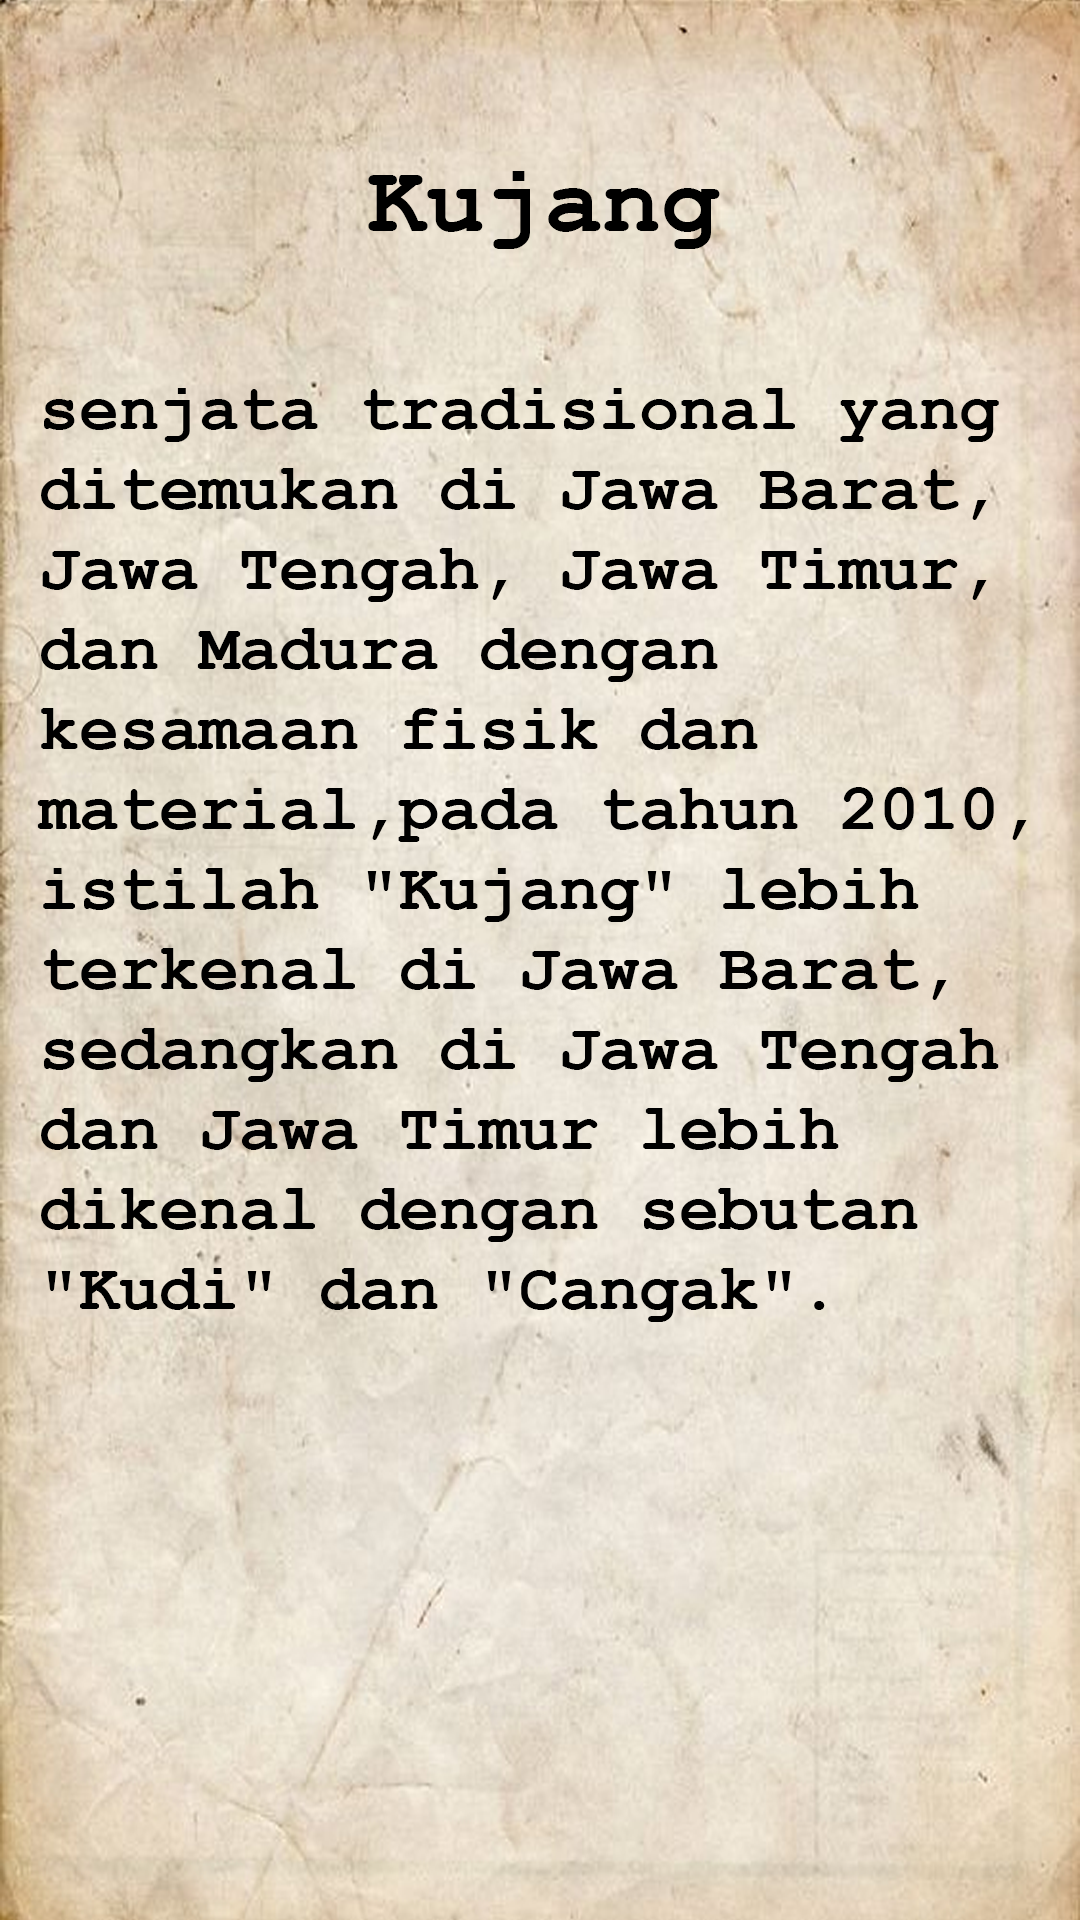 Kujang
senjata tradisional yang
ditemukan di Jawa Barat,
Jawa Tengah, Jawa Timur,
dan Madura dengan
kesamaan fisik dan
material,pada tahun 2010,
istilah "Kujang" lebih
terkenal di Jawa Barat,
sedangkan di Jawa Tengah
dan Jawa Timur lebih
dikenal dengan sebutan
"Kudi" dan "Cangak".